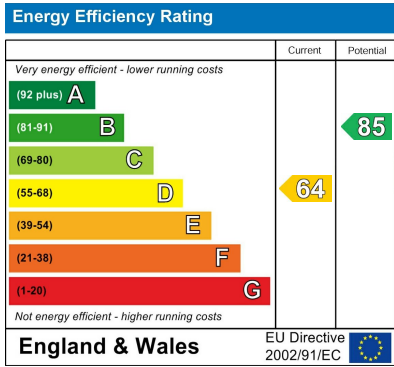 Energy Efficiency Rating
Current Potential
Very energy efficient - lower running costs
(92 plus) A
(81-91) B
85
(69-80) C
(55-68) D
64
(39-54) E
(21-38) F
(1-20) G
Not energy efficient - higher running costs
England & Wales
EU Directive
2002/91/EC